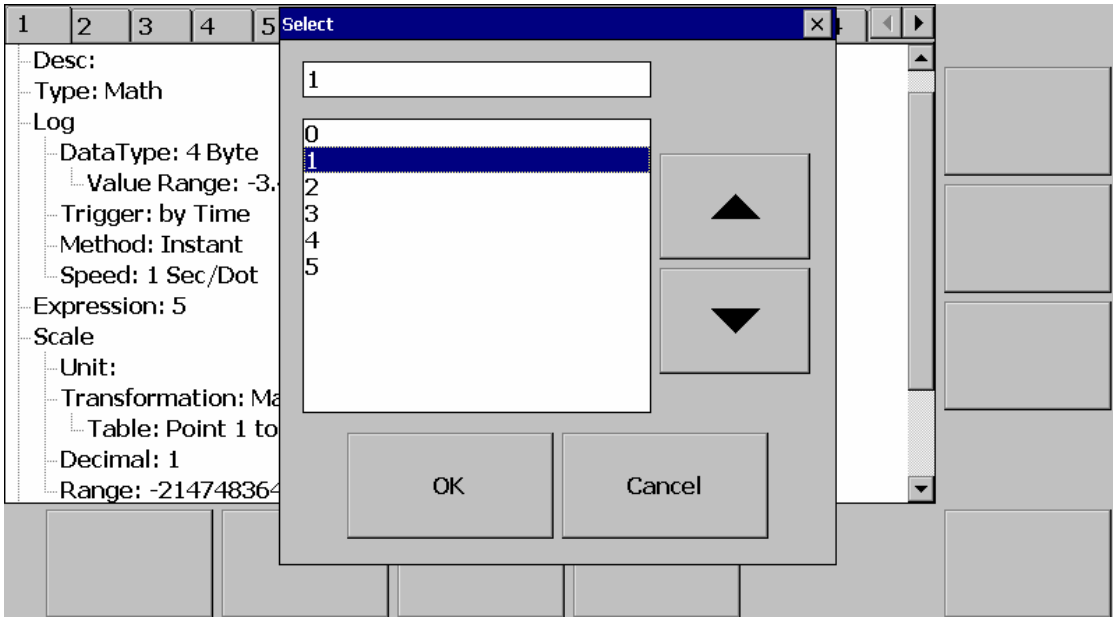 1 2 3 4 5
Select
Desc:
Type: Math
Log
DataType: 4 Byte
Value Range: -3.
Trigger: by Time
Method: Instant
Speed: 1 Sec/Dot
Expression: 5
Scale
Unit:
Transformation: Ma
Table: Point 1 to
Decimal: 1
Range: -214748364
1
0
1
2
3
4
5
OK Cancel